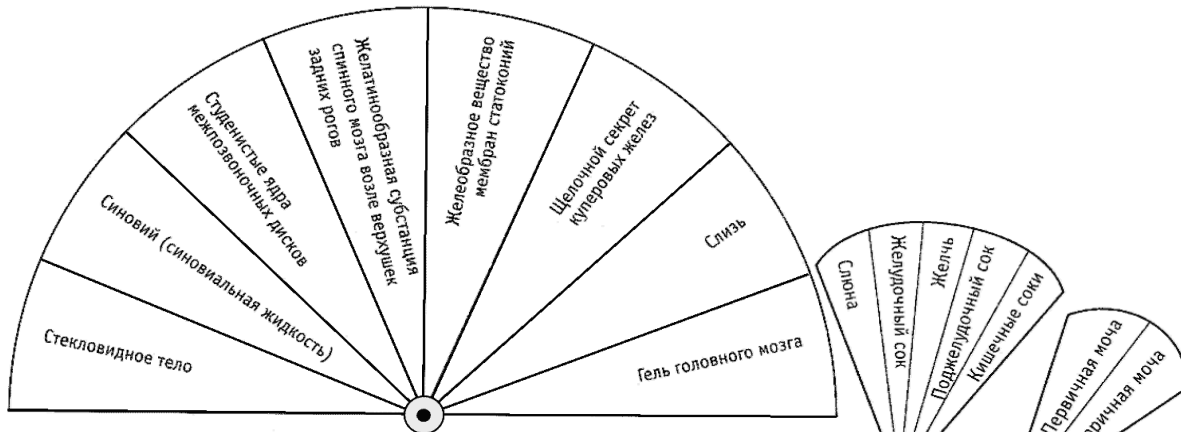 Стекловидное тело
Синовий (синовиальная жидкость)
Студенистые ядра
межпозвоночных дисков
Желатинообразная субстанция
спинного мозга возле верхушек
задних рогов
Желеобразное вещество
мембран статоконий
Щелочной секрет
куперовых желез
Слизь
Гель головного мозга
Слюна
Желудочный сок
Желчь
Поджелудочный сок
Кишечные соки
Первичная моча
моча